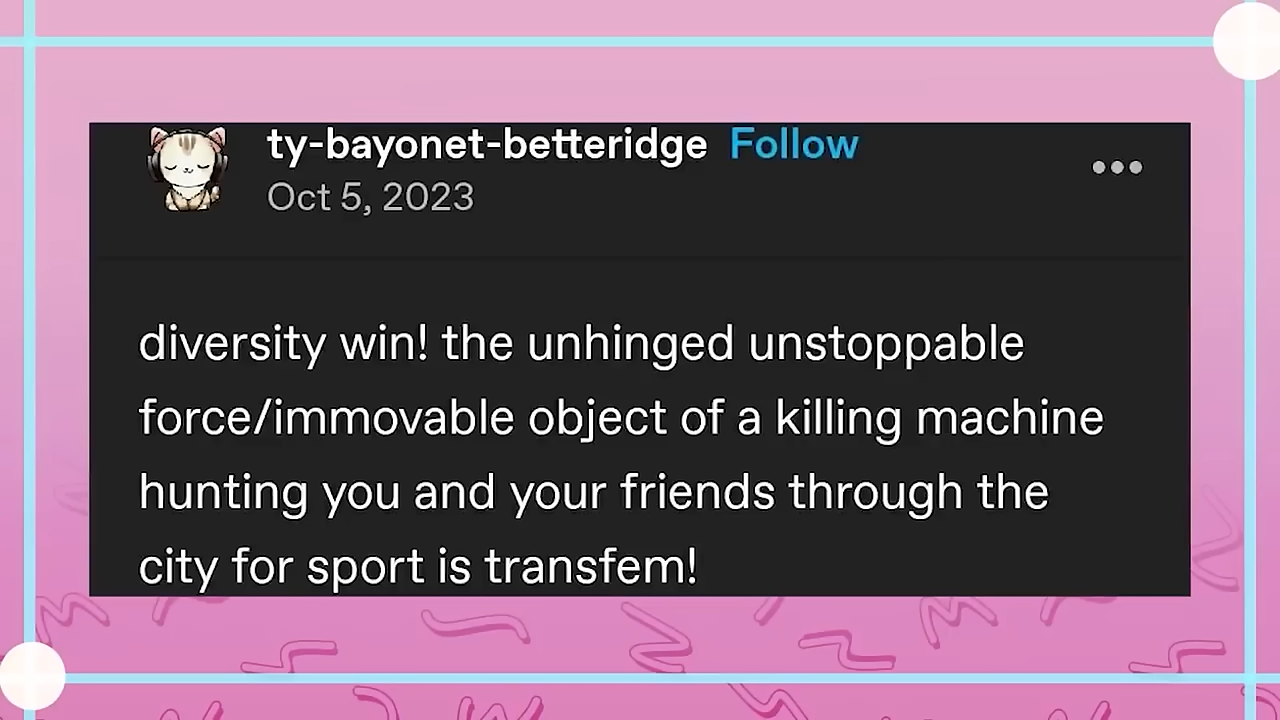 ty-bayonet-betteridge Follow
Oct 5, 2023
diversity win! the unhinged unstoppable
force/immovable object of a killing machine
hunting you and your friends through the
city for sport is transfem!